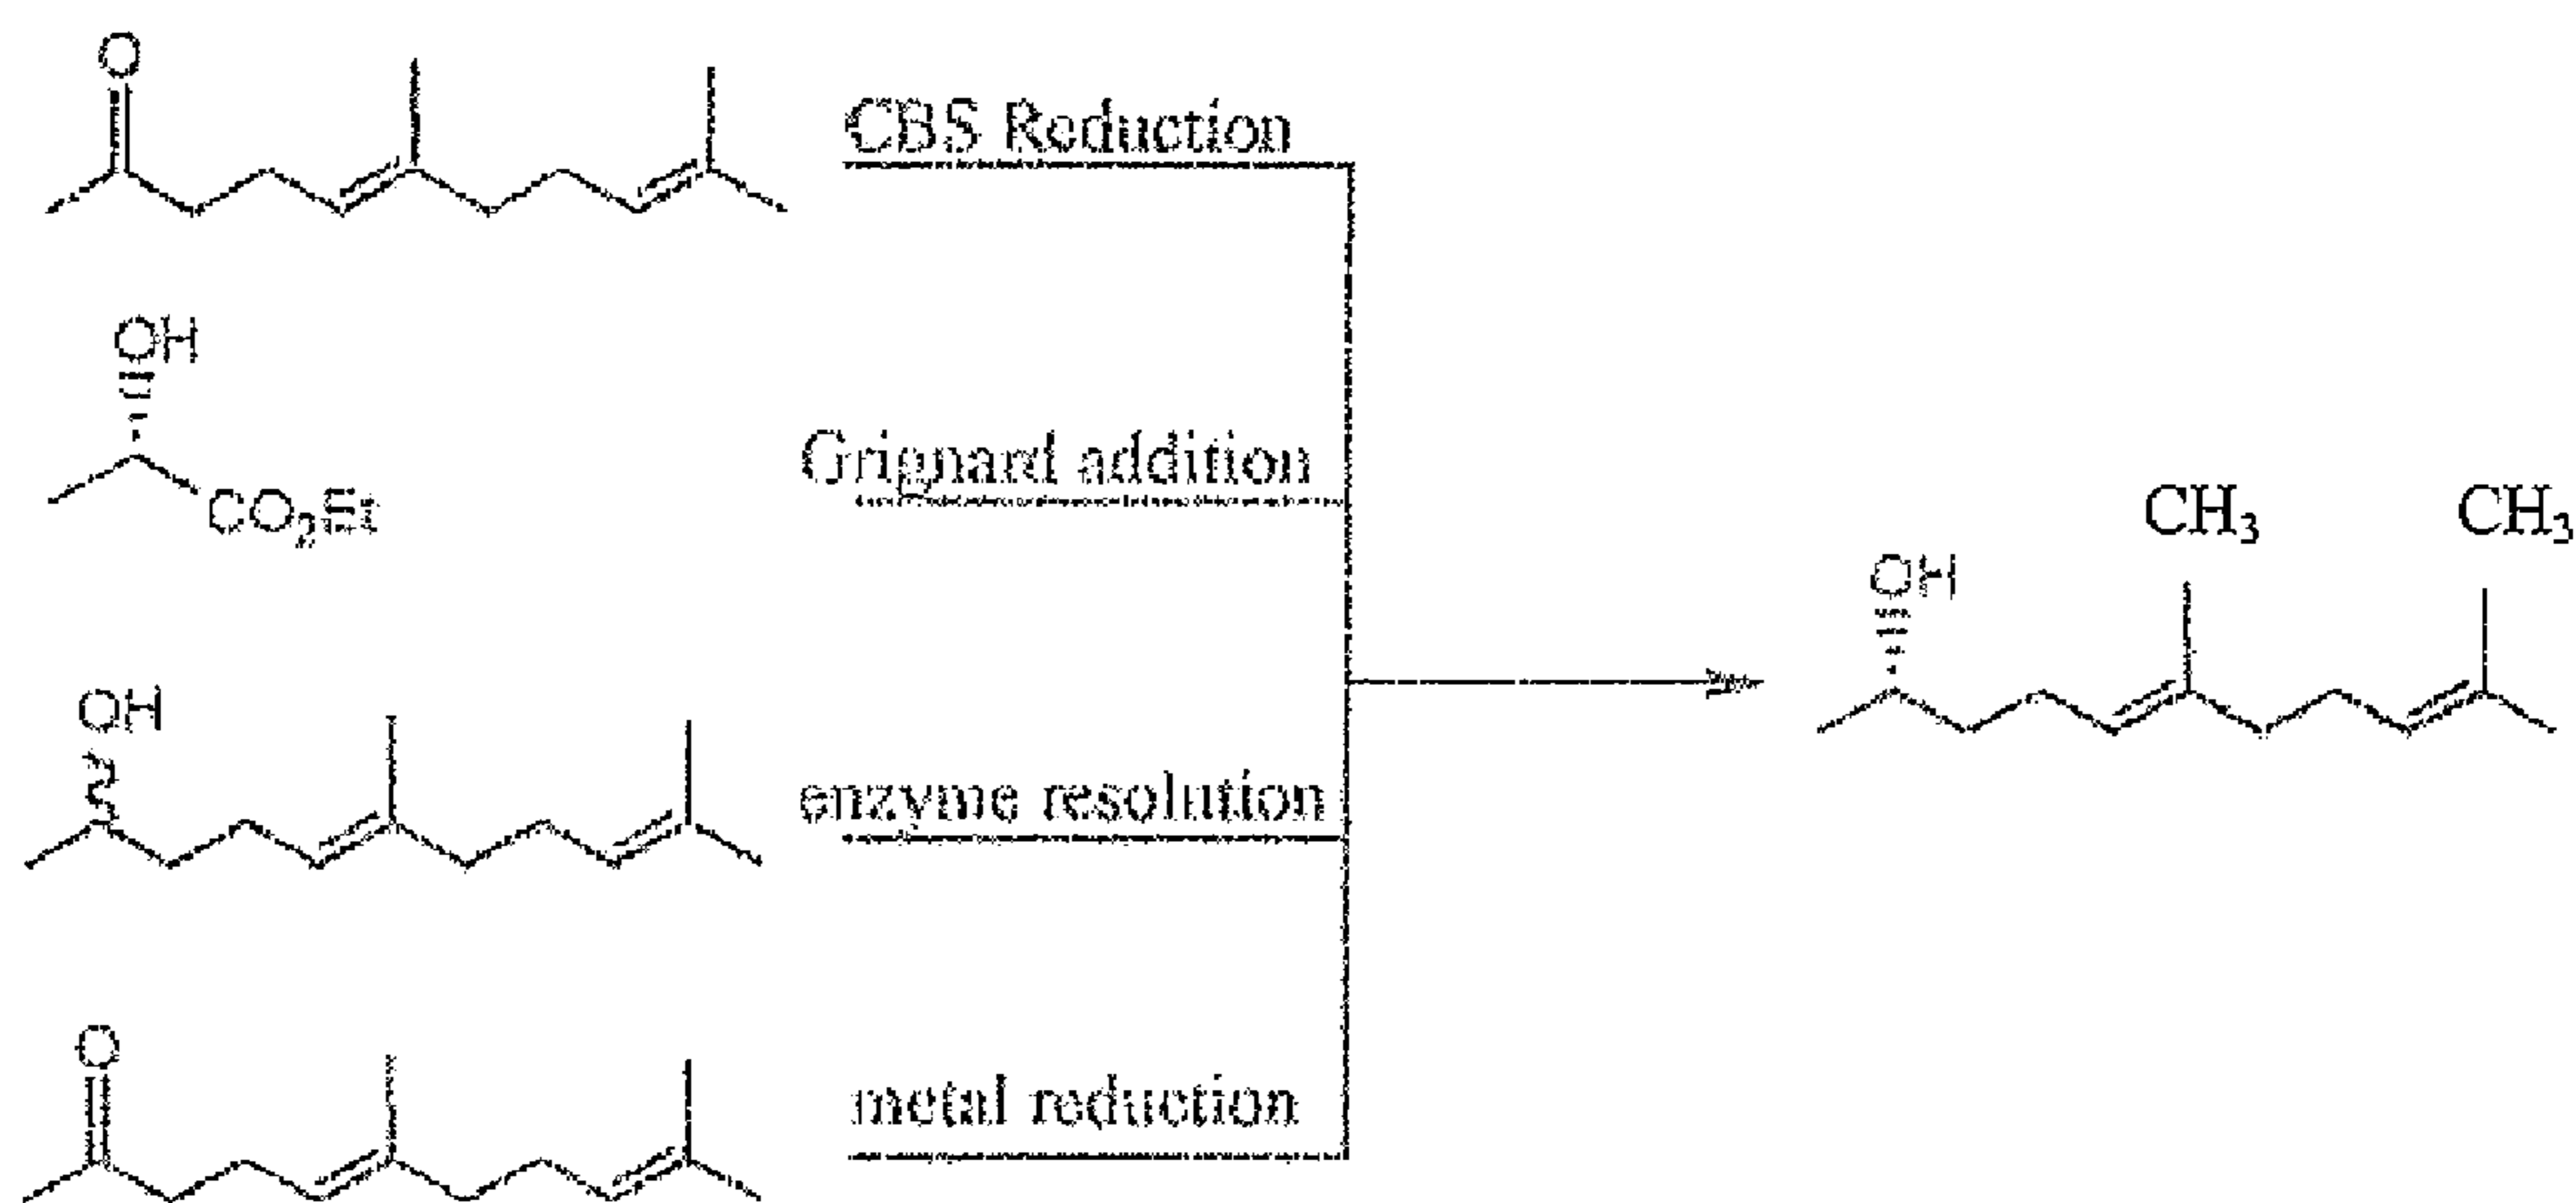 O
CBS Reduction
OH
CO₂Et
Grignard addition
CH₃ CH₃
OH
OH
enzyme resolution
O
metal reduction